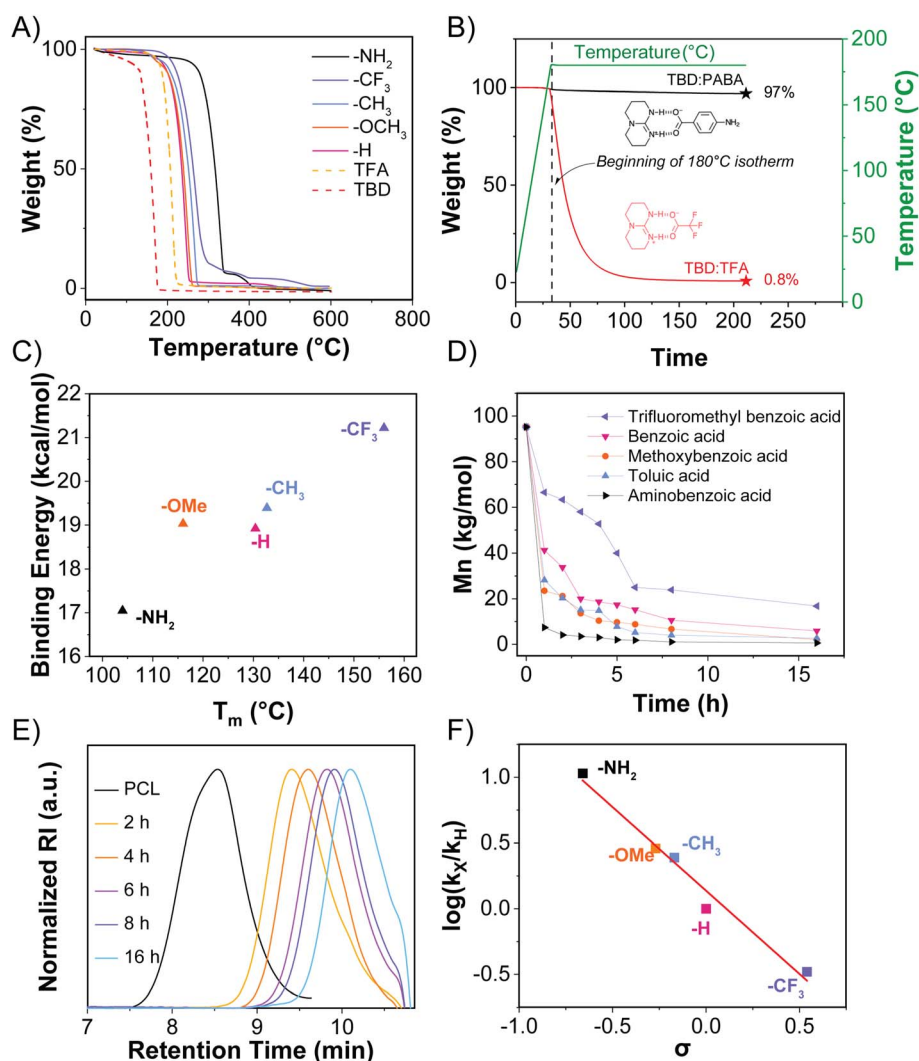 A)
100
50
0
Weight (%)
0 200 400 600 800
Temperature (°C)
-NH2
-CF3
-CH3
-OCH3
-H
TFA
TBD
B)
Temperature(°C)
TBD:PABA
97%
N-H···O⁻
N-H···O
+
NH2
Beginning of 180°C isotherm
N N-H···O⁻ F
N-H···O F
+ F
TBD:TFA
0.8%
100
50
0
Weight (%)
0 50 100 150 200 250
Time
200
150
100
50
0
Temperature (°C)
C)
22
21
20
19
18
17
16
Binding Energy (kcal/mol)
-CF3
-OMe
-CH3
-H
-NH2
100 110 120 130 140 150 160
Tm (°C)
D)
100
80
60
40
20
0
Mn (kg/mol)
Trifluoromethyl benzoic acid
Benzoic acid
Methoxybenzoic acid
Toluic acid
Aminobenzoic acid
0 5 10 15
Time (h)
E)
Normalized RI (a.u.)
PCL
2 h
4 h
6 h
8 h
16 h
7 8 9 10
Retention Time (min)
F)
1.0
0.5
0.0
-0.5
log(kX/kH)
-NH2
-OMe
-CH3
-H
-CF3
-1.0 -0.5 0.0 0.5
σ